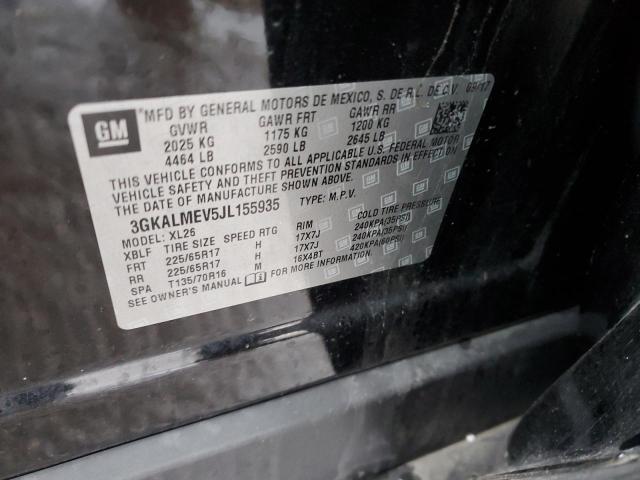 GM
MFD BY GENERAL MOTORS DE MEXICO, S. DE R.L. DE C.V. 09/17
GVWR GAWR FRT GAWR RR
2025 KG 1175 KG 1200 KG
4464 LB 2590 LB 2645 LB
THIS VEHICLE CONFORMS TO ALL APPLICABLE U.S. FEDERAL MOTOR
VEHICLE SAFETY AND THEFT PREVENTION STANDARDS IN EFFECT ON
THE DATE OF MANUFACTURE SHOWN ABOVE.
3GKALMEV5JL155935 TYPE: M.P.V.
MODEL: XL26
XBLF TIRE SIZE SPEED RTG RIM COLD TIRE PRESSURE
FRT 225/65R17 H 17X7J 240KPA(35PSI)
RR 225/65R17 H 17X7J 240KPA(35PSI)
SPA T135/70R16 M 16X4BT 420KPA(60PSI)
SEE OWNER'S MANUAL FOR MORE INFORMATION